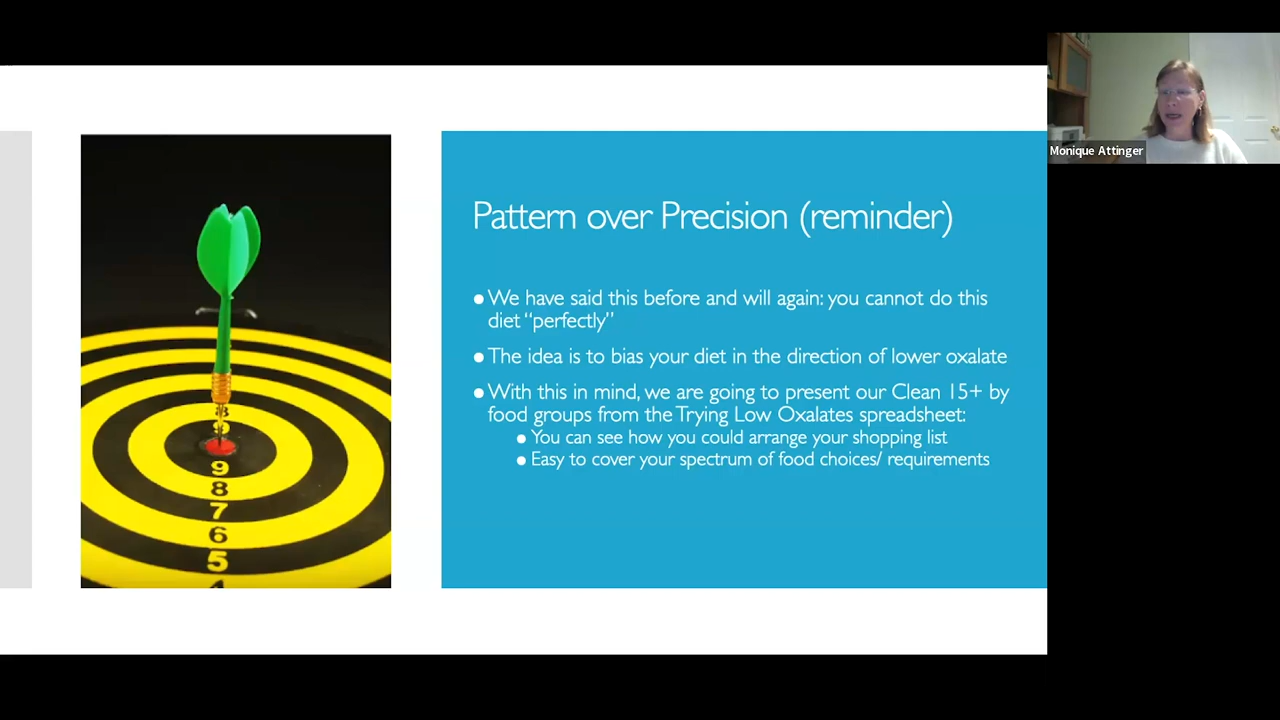 Monique Attinger
Pattern over Precision (reminder)
● We have said this before and will again: you cannot do this
diet “perfectly”
● The idea is to bias your diet in the direction of lower oxalate
● With this in mind, we are going to present our Clean 15+ by
food groups from the Trying Low Oxalates spreadsheet:
● You can see how you could arrange your shopping list
● Easy to cover your spectrum of food choices/ requirements
8
9
9
8
7
6
5